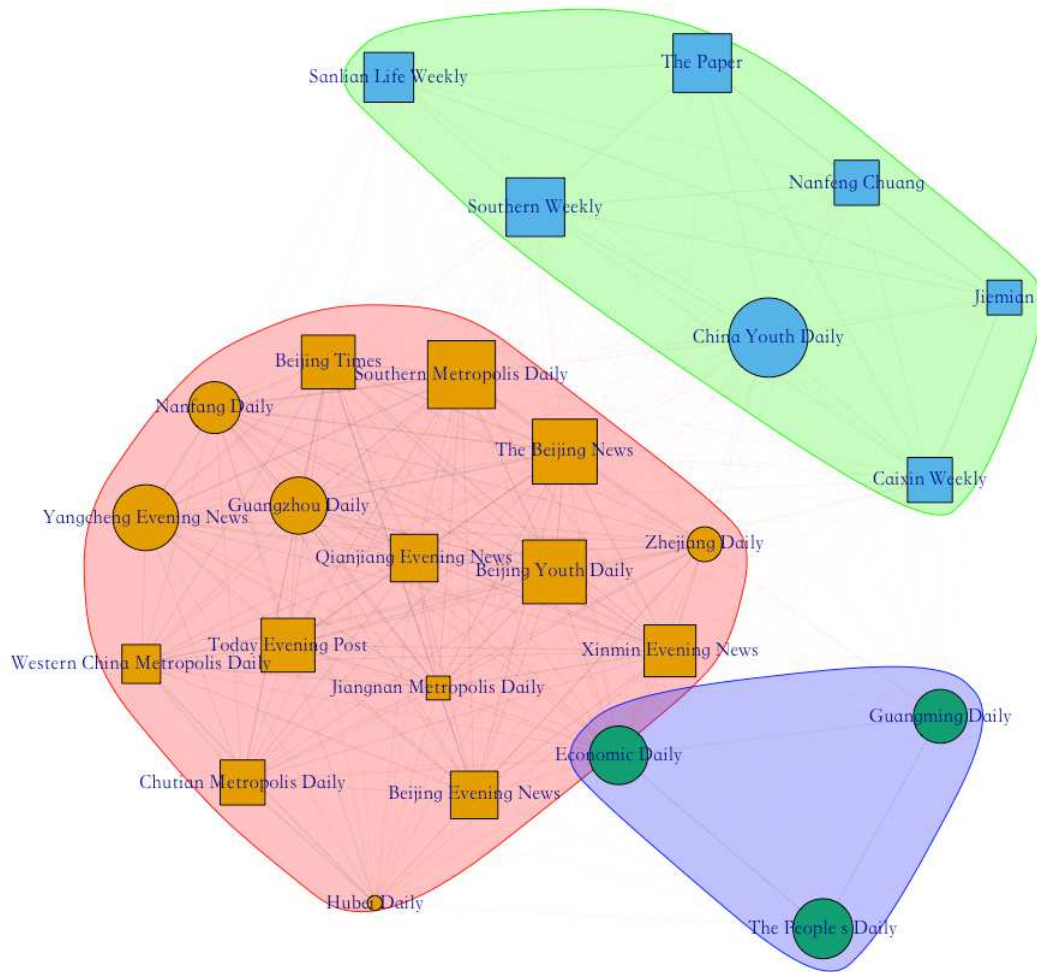 The Paper
Sanlian Life Weekly
Nanfeng Chuang
Southern Weekly
Jiemian
China Youth Daily
Beijing Times
Southern Metropolis Daily
Nanfang Daily
The Beijing News
Caixin Weekly
Guangzhou Daily
Yangcheng Evening News
Zhejiang Daily
Qianjiang Evening News
Beijing Youth Daily
Today Evening Post
Xinmin Evening News
Western China Metropolis Daily
Jiangnan Metropolis Daily
Guangming Daily
Economic Daily
Chutian Metropolis Daily
Beijing Evening News
Hubei Daily
The People s Daily